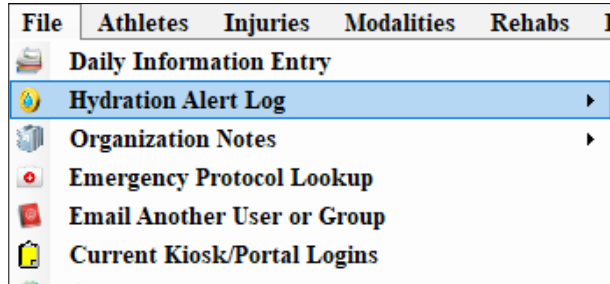 File Athletes Injuries Modalities Rehabs
Daily Information Entry
Hydration Alert Log
Organization Notes
Emergency Protocol Lookup
Email Another User or Group
Current Kiosk/Portal Logins